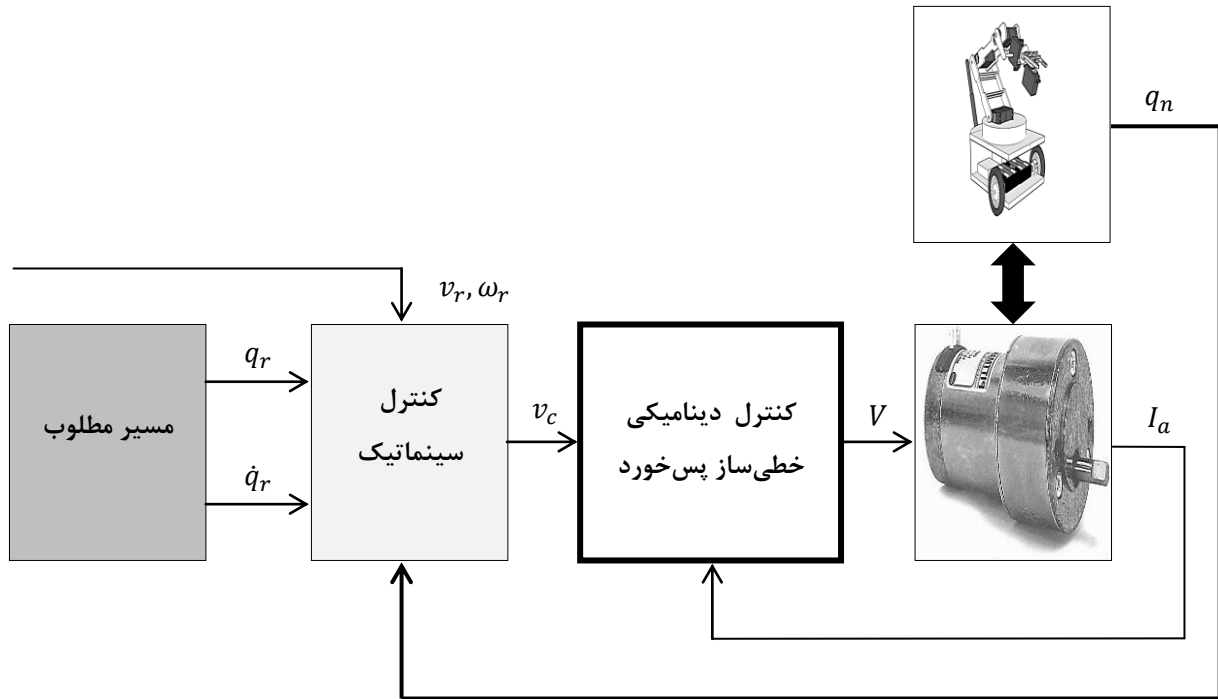 q_n
v_r, ω_r
مسیر مطلوب
q_r
q̇_r
کنترل
سینماتیک
v_c
کنترل دینامیکی
خطی‌ساز پس‌خورد
V
I_a